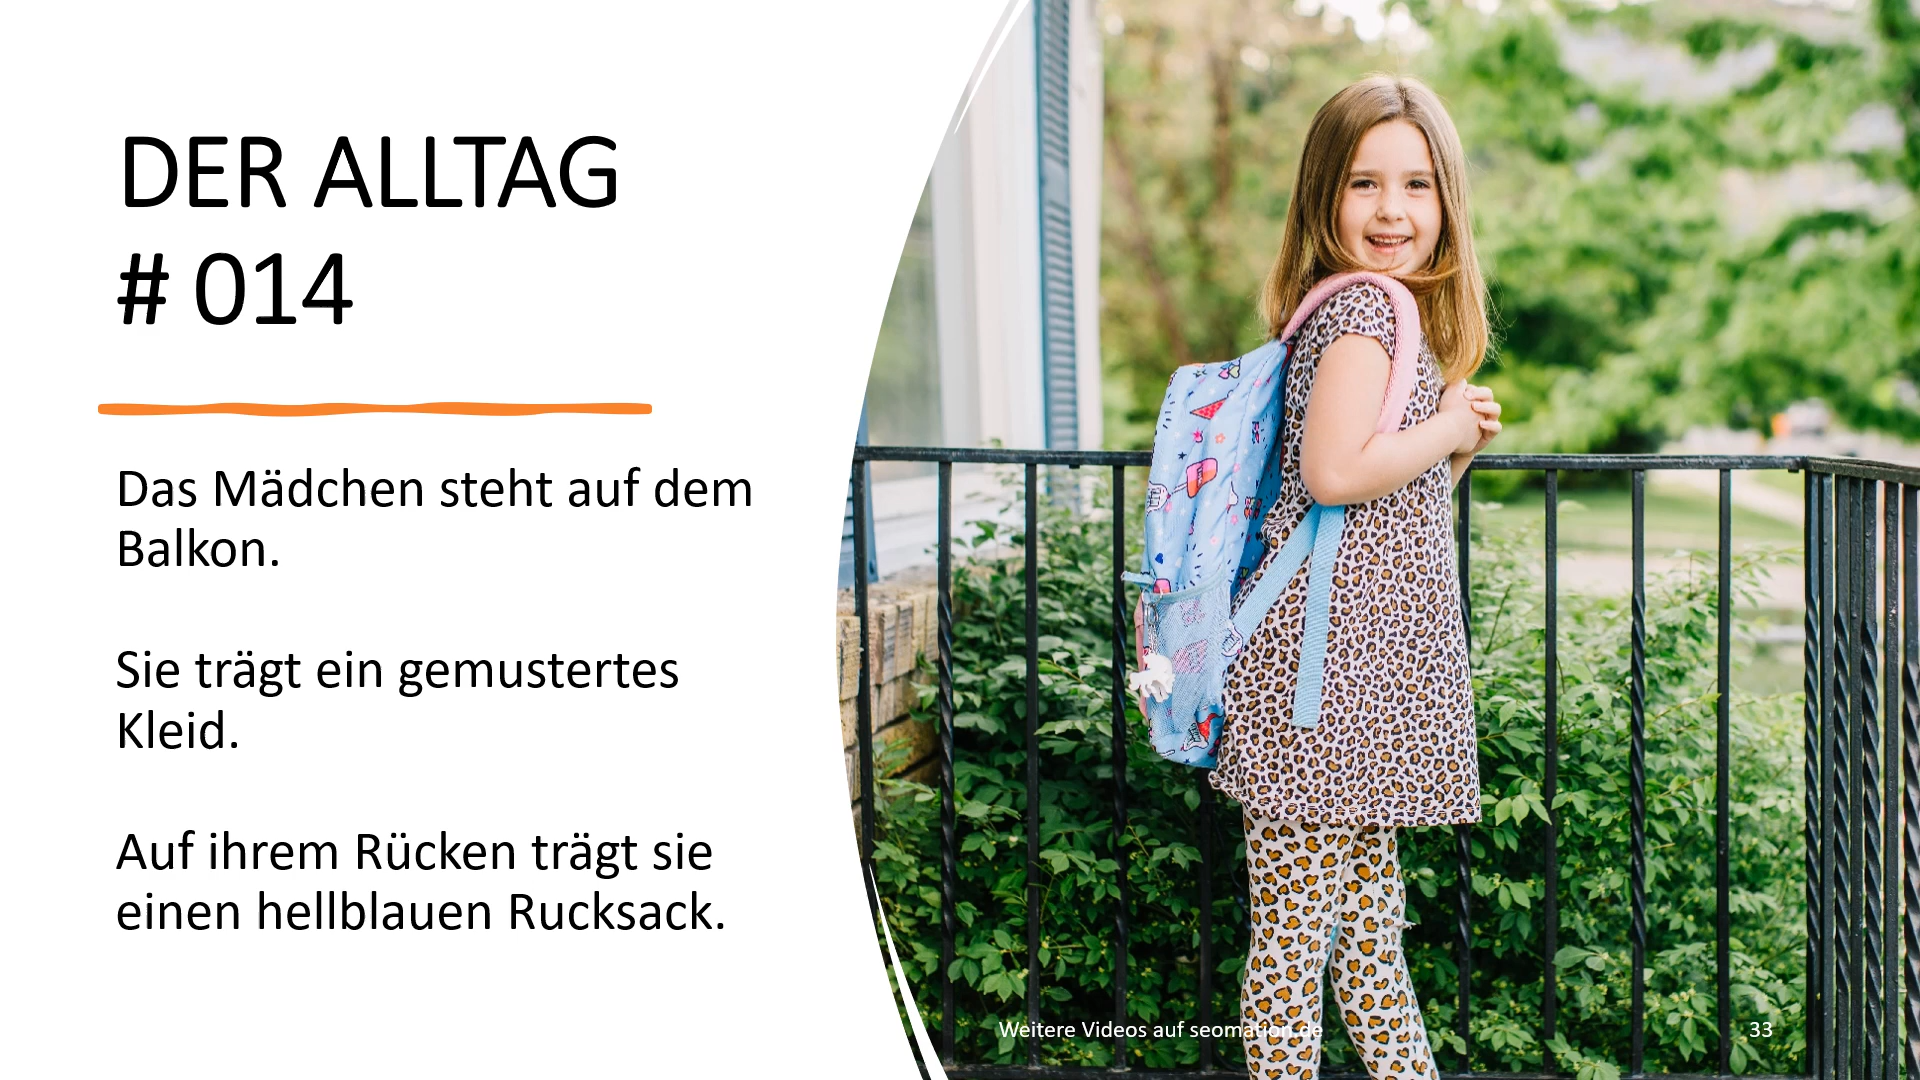 DER ALLTAG
# 014
Das Mädchen steht auf dem
Balkon.
Sie trägt ein gemustertes
Kleid.
Auf ihrem Rücken trägt sie
einen hellblauen Rucksack.
Weitere Videos auf seomation.de
33